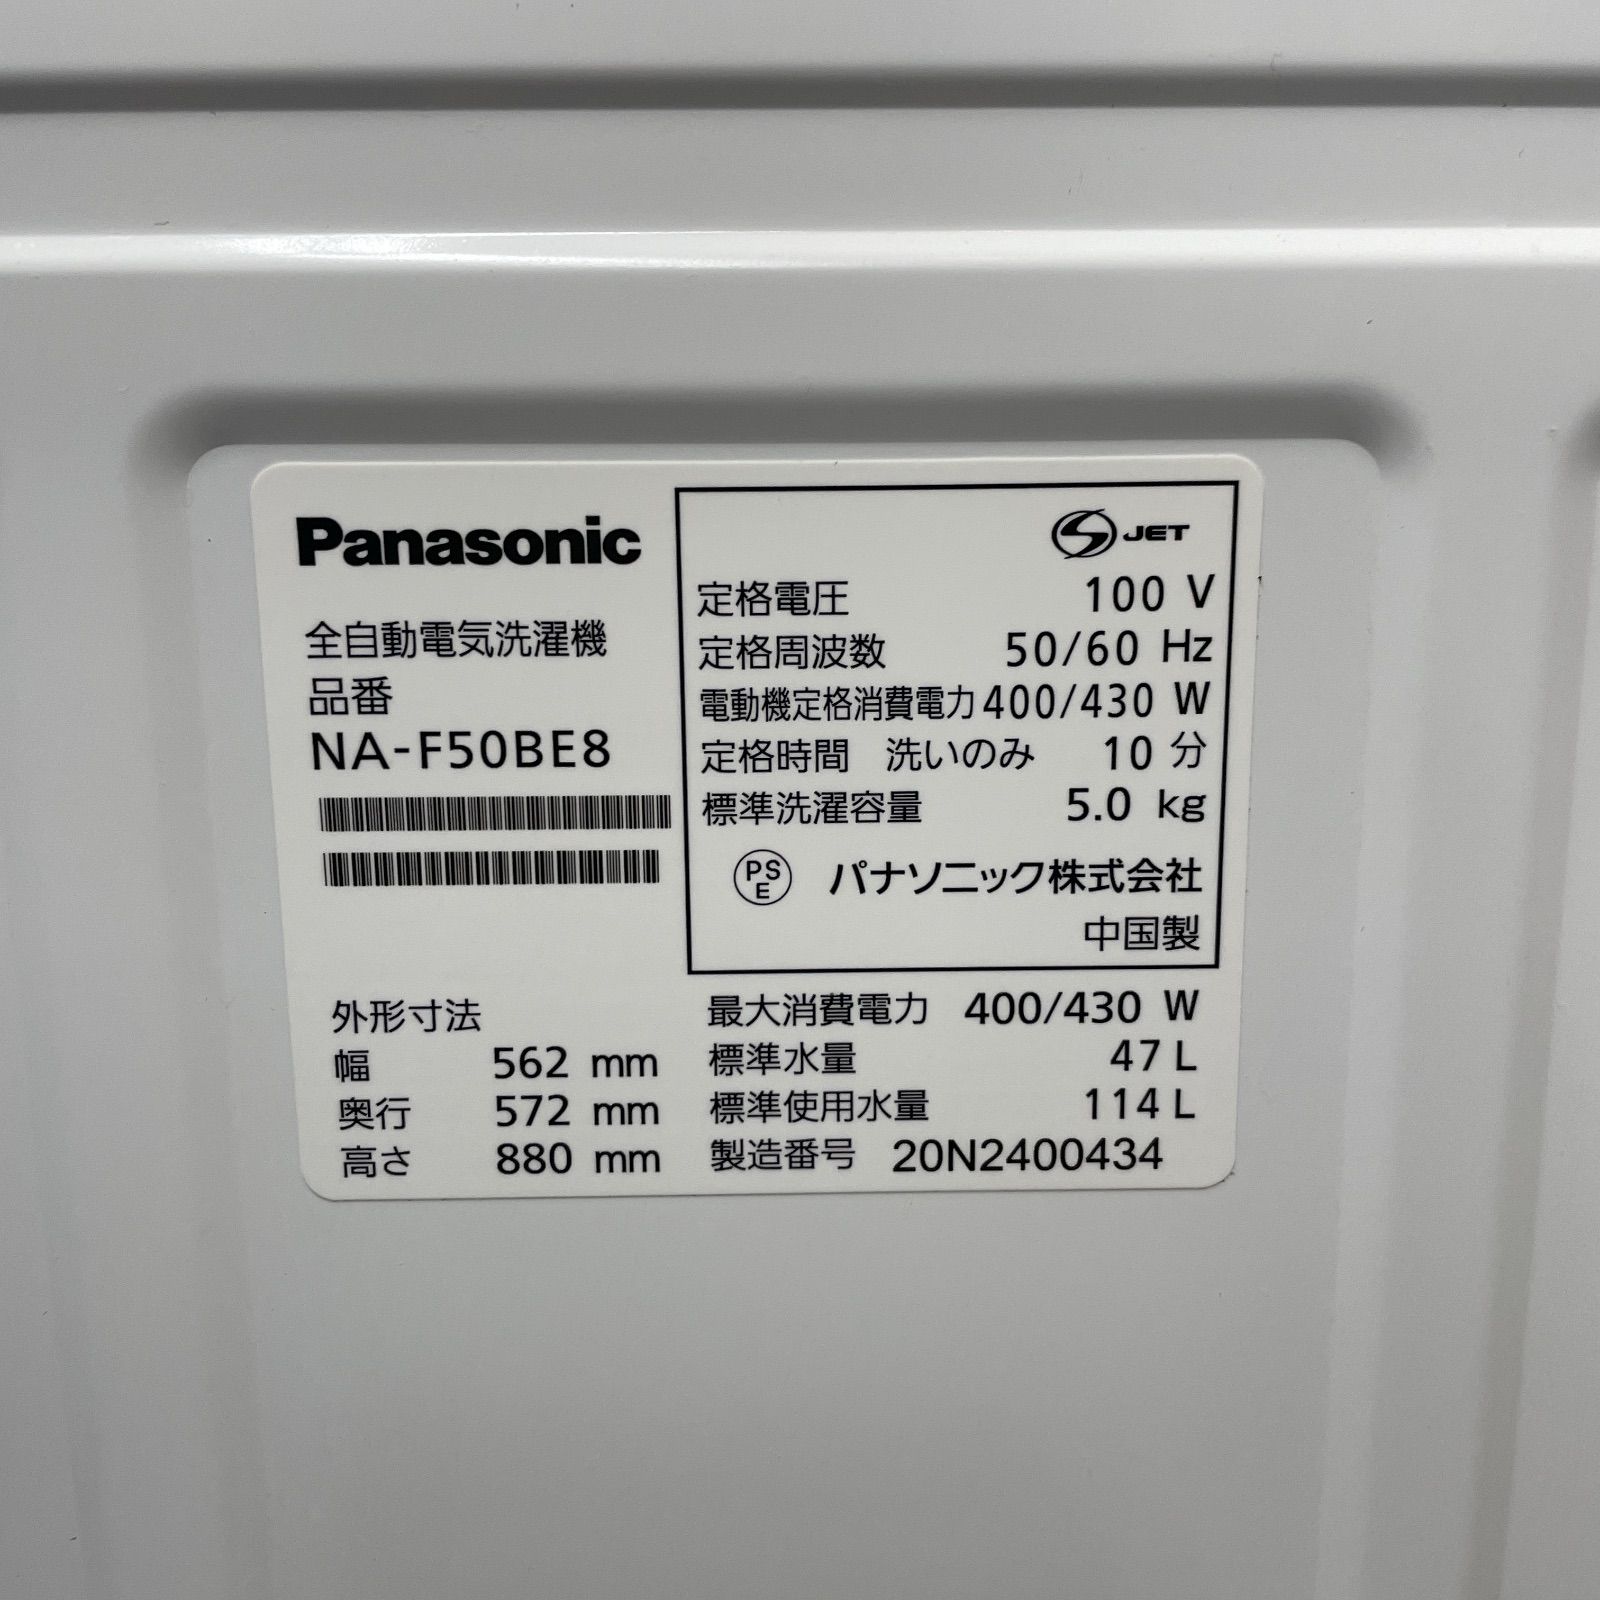 Panasonic
全自動電気洗濯機
品番
NA-F50BE8
JET
定格電圧 100 V
定格周波数 50/60 Hz
電動機定格消費電力 400/430 W
定格時間 洗いのみ 10 分
標準洗濯容量 5.0 kg
PS
E
パナソニック株式会社
中国製
外形寸法
幅 562 mm
奥行 572 mm
高さ 880 mm
最大消費電力 400/430 W
標準水量 47 L
標準使用水量 114 L
製造番号 20N2400434